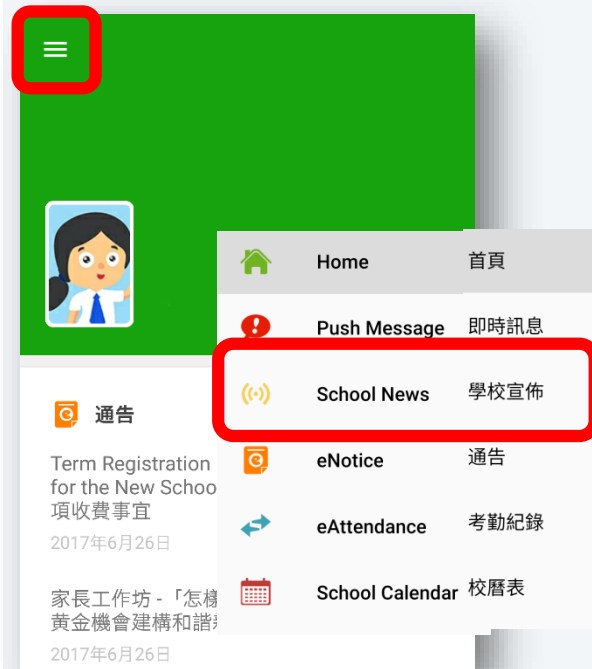 Home 首頁
Push Message 即時訊息
School News 學校宣佈
eNotice 通告
eAttendance 考勤紀錄
School Calendar 校曆表
通告
Term Registration
for the New Schoo
項收費事宜
2017年6月26日
家長工作坊 -「怎樣
黃金機會建構和諧
2017年6月26日